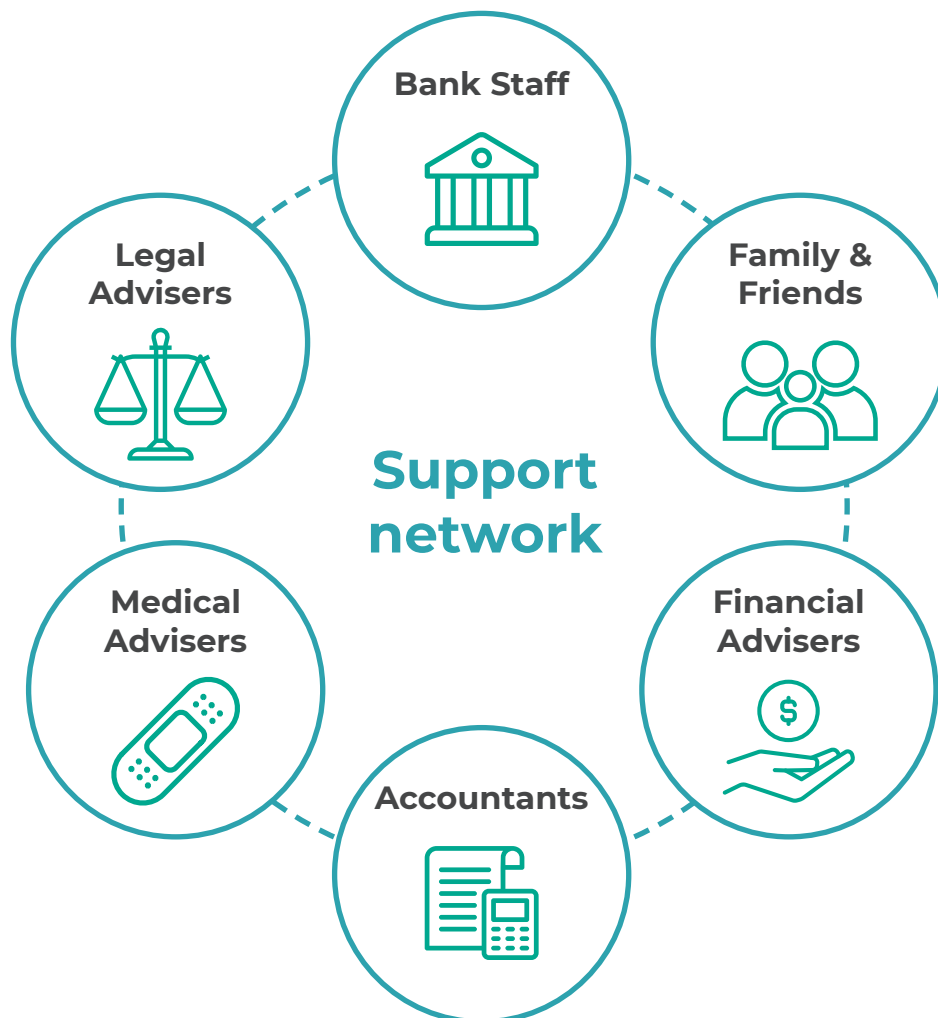 Bank Staff
Legal
Advisers
Family &
Friends
Support
network
Medical
Advisers
Financial
Advisers
$
Accountants